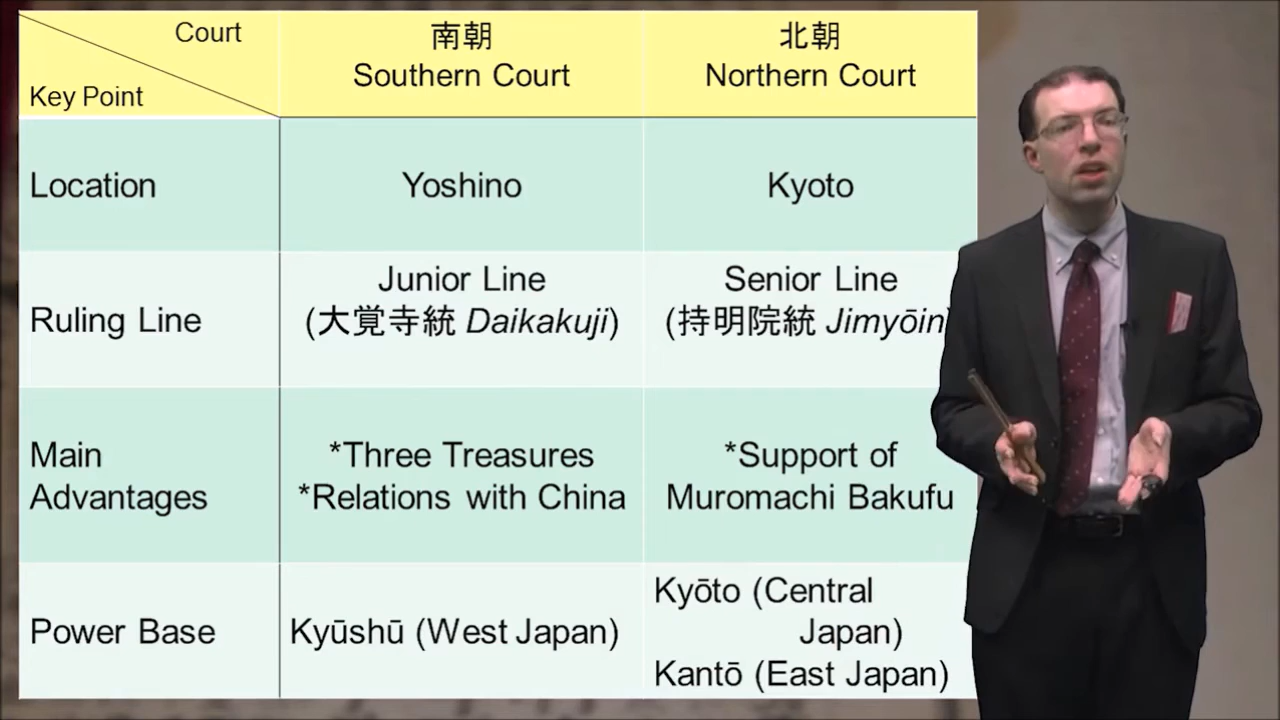 Court
Key Point
南朝
Southern Court
北朝
Northern Court
Location
Yoshino
Kyoto
Ruling Line
Junior Line
(大覚寺統 Daikakuji)
Senior Line
(持明院統 Jimyōin)
Main
Advantages
*Three Treasures
*Relations with China
*Support of
Muromachi Bakufu
Power Base
Kyūshū (West Japan)
Kyōto (Central
Japan)
Kantō (East Japan)